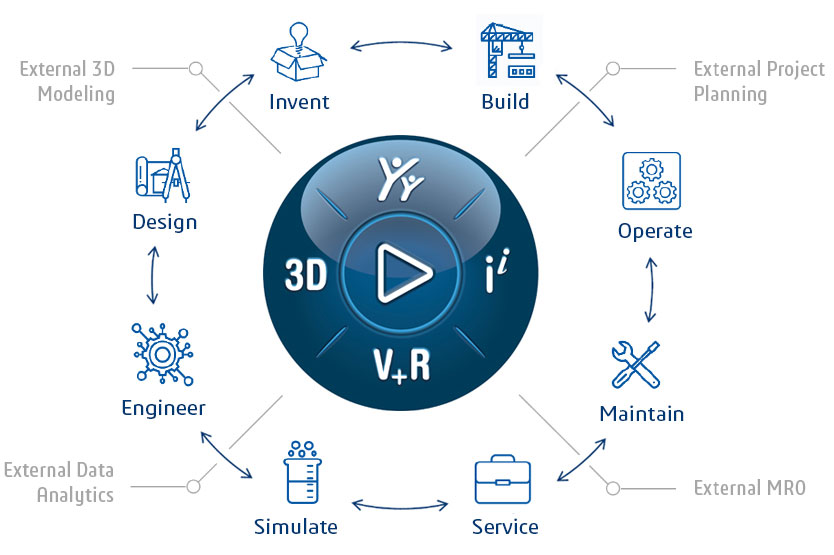 External 3D
Modeling
Invent
Build
External Project
Planning
Design
Operate
3D
i i
V+R
Engineer
Maintain
External Data
Analytics
Simulate
Service
External MRO